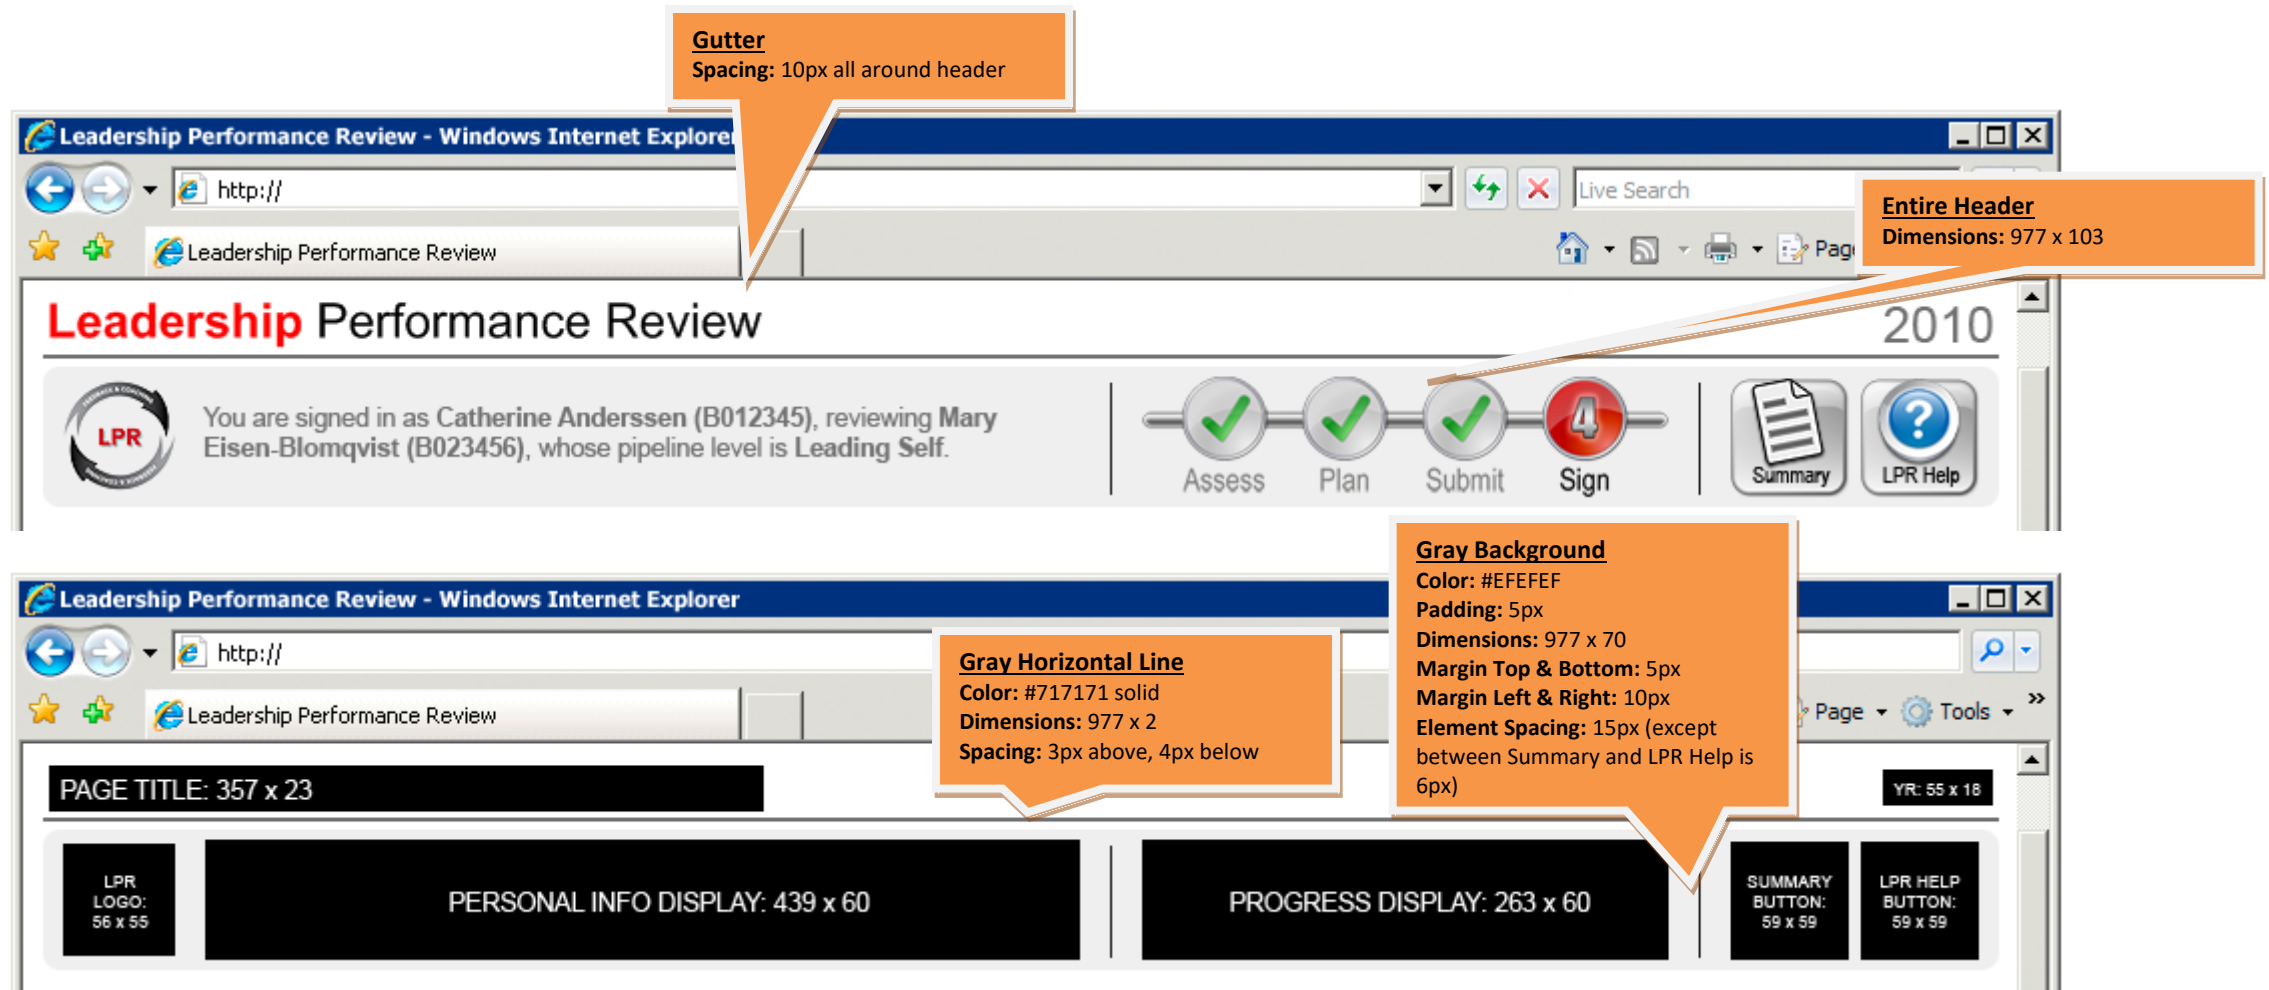 Gutter
Spacing: 10px all around header
Leadership Performance Review - Windows Internet Explorer
http://
Live Search
Leadership Performance Review
Page
Entire Header
Dimensions: 977 x 103
Leadership Performance Review
2010
LPR
You are signed in as Catherine Anderssen (B012345), reviewing Mary
Eisen-Blomqvist (B023456), whose pipeline level is Leading Self.
4
Assess
Plan
Submit
Sign
Summary
LPR Help
Gray Background
Color: #EFEFEF
Padding: 5px
Dimensions: 977 x 70
Margin Top & Bottom: 5px
Margin Left & Right: 10px
Element Spacing: 15px (except
between Summary and LPR Help is
6px)
Leadership Performance Review - Windows Internet Explorer
http://
Leadership Performance Review
Page
Tools
Gray Horizontal Line
Color: #717171 solid
Dimensions: 977 x 2
Spacing: 3px above, 4px below
PAGE TITLE: 357 x 23
YR: 55 x 18
LPR
LOGO:
56 x 55
PERSONAL INFO DISPLAY: 439 x 60
PROGRESS DISPLAY: 263 x 60
SUMMARY
BUTTON:
59 x 59
LPR HELP
BUTTON:
59 x 59